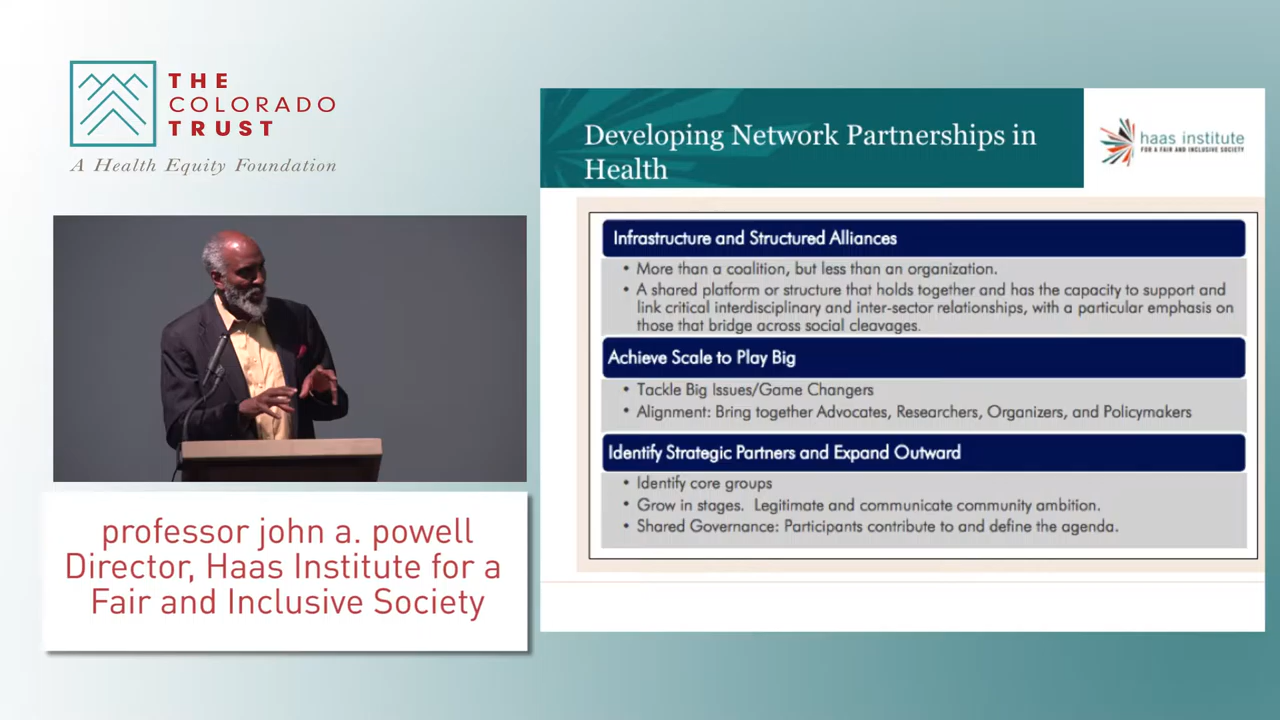 THE
COLORADO
TRUST
A Health Equity Foundation
professor john a. powell
Director, Haas Institute for a
Fair and Inclusive Society
Developing Network Partnerships in
Health
haas institute
FOR A FAIR AND INCLUSIVE SOCIETY
Infrastructure and Structured Alliances
• More than a coalition, but less than an organization.
• A shared platform or structure that holds together and has the capacity to support and
link critical interdisciplinary and inter-sector relationships, with a particular emphasis on
those that bridge across social cleavages.
Achieve Scale to Play Big
• Tackle Big Issues/Game Changers
• Alignment: Bring together Advocates, Researchers, Organizers, and Policymakers
Identify Strategic Partners and Expand Outward
• Identify core groups
• Grow in stages. Legitimate and communicate community ambition.
• Shared Governance: Participants contribute to and define the agenda.